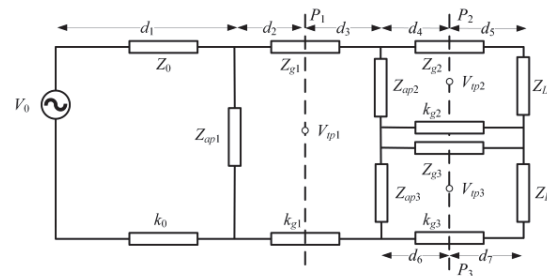 d1 d2 P1 d3 d4 P2 d5
Z0 Zg1 Zg2
V0 Zap1 Vtp1 Zap2 Vtp2 ZL
kg2
Zg3
Zap3 Vtp3
k0 kg1 kg3
d6 d7
P3